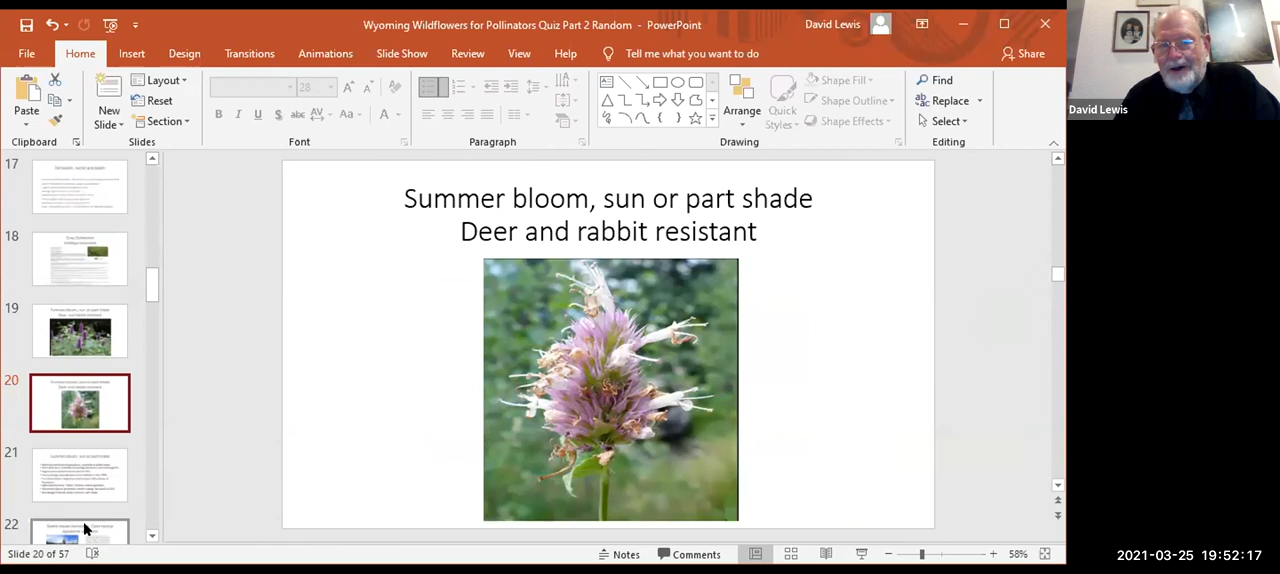 Wyoming Wildflowers for Pollinators Quiz Part 2 Random - PowerPoint
David Lewis
File Home Insert Design Transitions Animations Slide Show Review View Help Tell me what you want to do Share
Paste
New Slide
Layout
Reset
Section
28
B I U S abc AV Aa A
Arrange
Quick Styles
Shape Fill
Shape Outline
Shape Effects
Find
Replace
Select
Clipboard Slides Font Paragraph Drawing Editing
David Lewis
17
18
19
20
21
22
Summer bloom, sun or part shade
Deer and rabbit resistant
Slide 20 of 57
Notes Comments 58%
2021-03-25 19:52:17